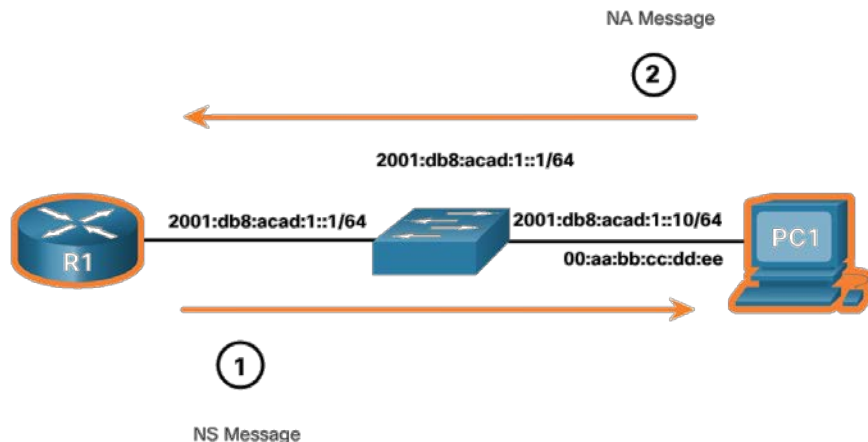 NA Message
2
2001:db8:acad:1::1/64
2001:db8:acad:1::1/64
2001:db8:acad:1::10/64
PC1
R1
00:aa:bb:cc:dd:ee
1
NS Message